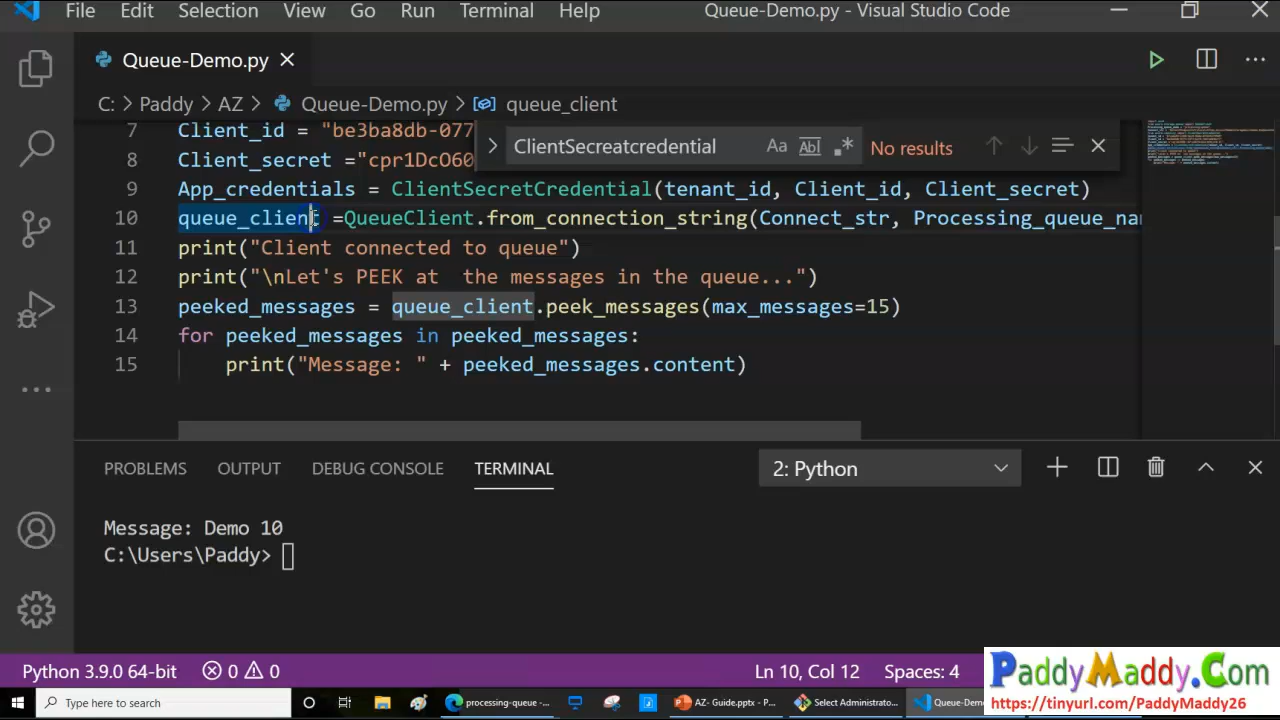 File Edit Selection View Go Run Terminal Help Queue-Demo.py - Visual Studio Code
Queue-Demo.py
C: > Paddy > AZ > Queue-Demo.py > queue_client
7 Client_id = "be3ba8db-077
ClientSecreatcredential Aa Abl .* No results
8 Client_secret ="cpr1DcO60
9 App_credentials = ClientSecretCredential(tenant_id, Client_id, Client_secret)
10 queue_client =QueueClient.from_connection_string(Connect_str, Processing_queue_nam
11 print("Client connected to queue")
12 print("\nLet's PEEK at  the messages in the queue...")
13 peeked_messages = queue_client.peek_messages(max_messages=15)
14 for peeked_messages in peeked_messages:
15 print("Message: " + peeked_messages.content)
PROBLEMS OUTPUT DEBUG CONSOLE TERMINAL 2: Python
Message: Demo 10
C:\Users\Paddy>
Python 3.9.0 64-bit 0 0 Ln 10, Col 12 Spaces: 4
PaddyMaddy.Com
https://tinyurl.com/PaddyMaddy26
Type here to search processing-queue -... AZ- Guide.pptx - P... Select Administrato... Queue-Dem